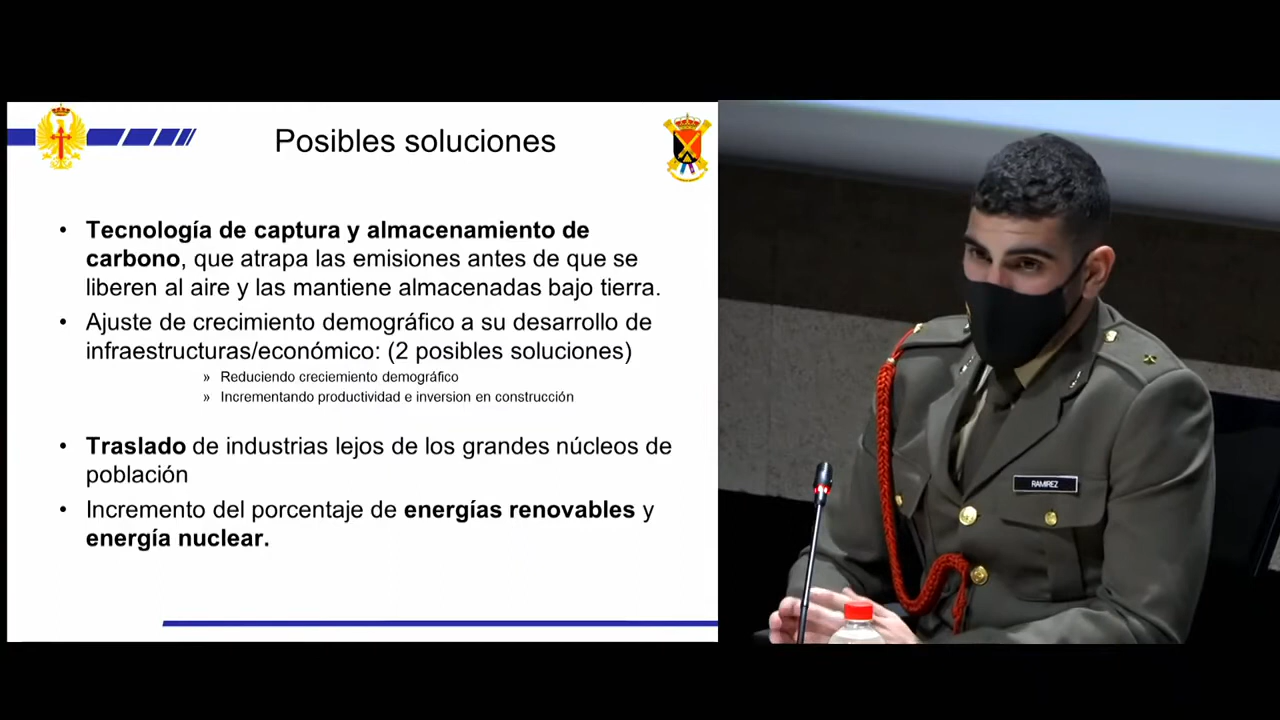 Posibles soluciones
• Tecnología de captura y almacenamiento de
carbono, que atrapa las emisiones antes de que se
liberen al aire y las mantiene almacenadas bajo tierra.
• Ajuste de crecimiento demográfico a su desarrollo de
infraestructuras/económico: (2 posibles soluciones)
» Reduciendo creciemiento demográfico
» Incrementando productividad e inversion en construcción
• Traslado de industrias lejos de los grandes núcleos de
población
• Incremento del porcentaje de energías renovables y
energía nuclear.
RAMIREZ